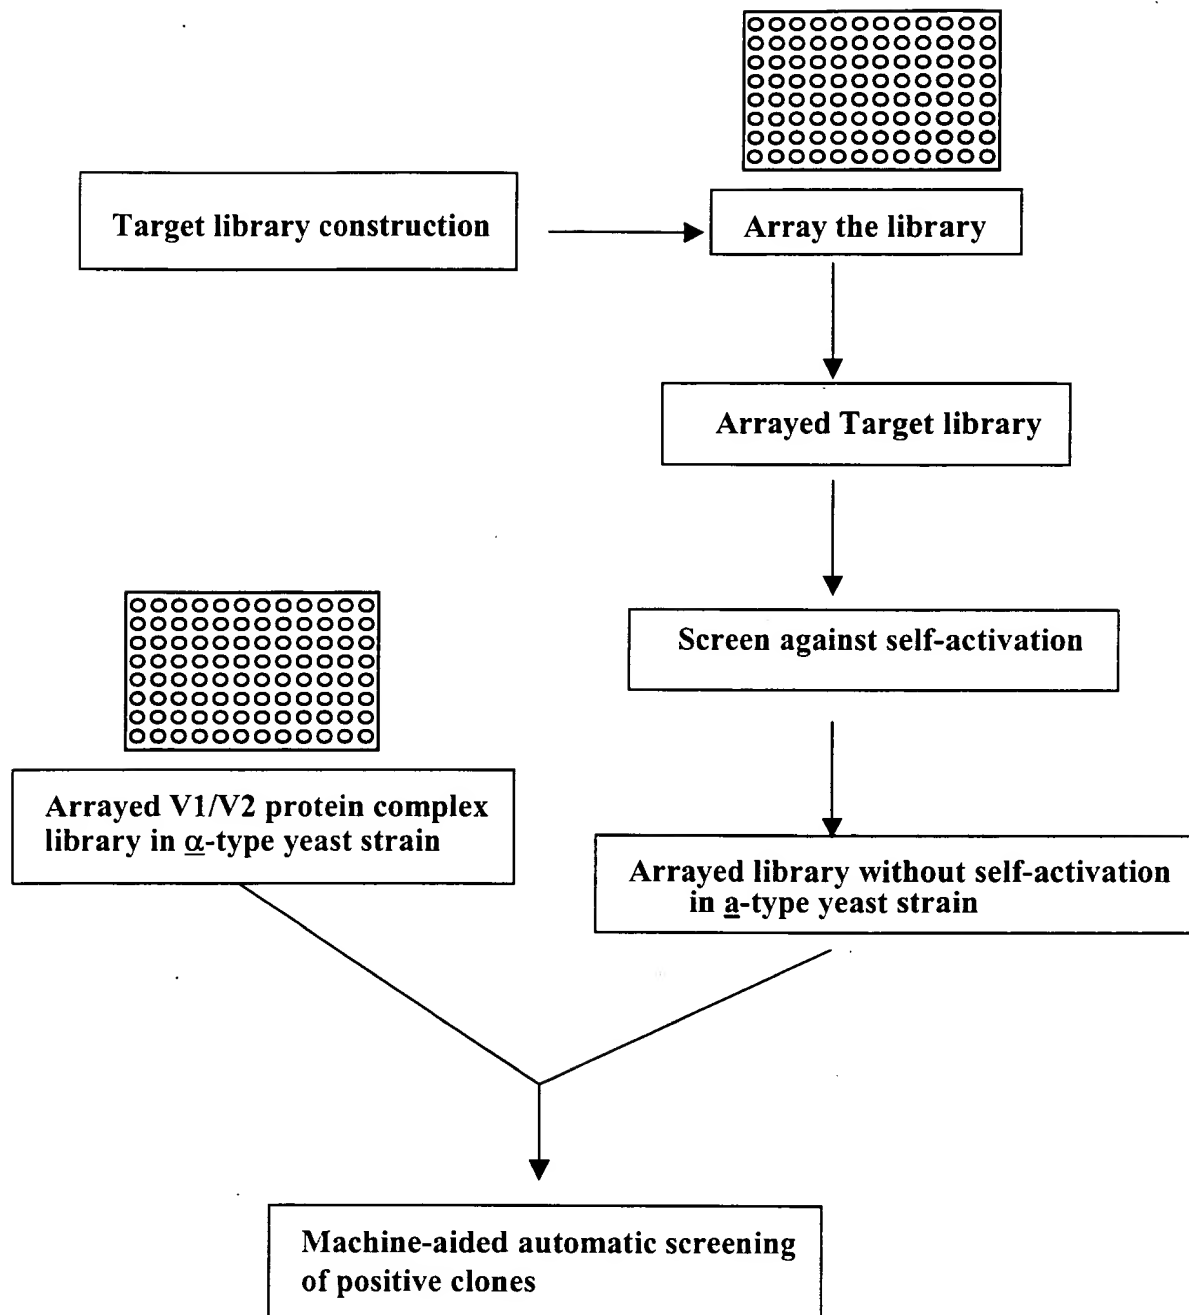 Target library construction
Array the library
Arrayed Target library
Screen against self-activation
Arrayed V1/V2 protein complex
library in α-type yeast strain
Arrayed library without self-activation
in a-type yeast strain
Machine-aided automatic screening
of positive clones